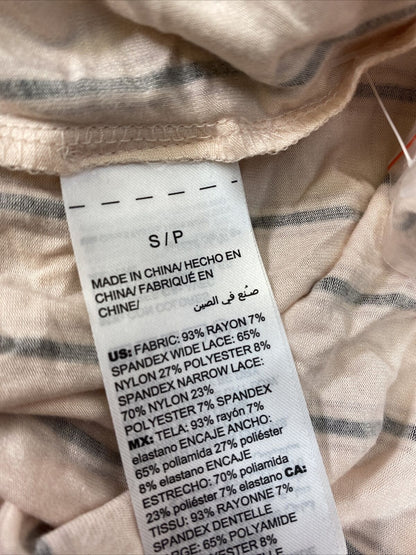 S / P
MADE IN CHINA/ HECHO EN
CHINA/ FABRIQUÉ EN
CHINE/
صنع في الصين
US: FABRIC: 93% RAYON 7%
SPANDEX WIDE LACE: 65%
NYLON 27% POLYESTER 8%
SPANDEX NARROW LACE:
70% NYLON 23%
POLYESTER 7% SPANDEX
MX: TELA: 93% rayón 7%
elastano ENCAJE ANCHO:
65% poliamida 27% poliéster
8% elastano ENCAJE
ESTRECHO: 70% poliamida
23% poliéster 7% elastano CA:
TISSU: 93% RAYONNE 7%
SPANDEX DENTELLE
65% POLYAMIDE